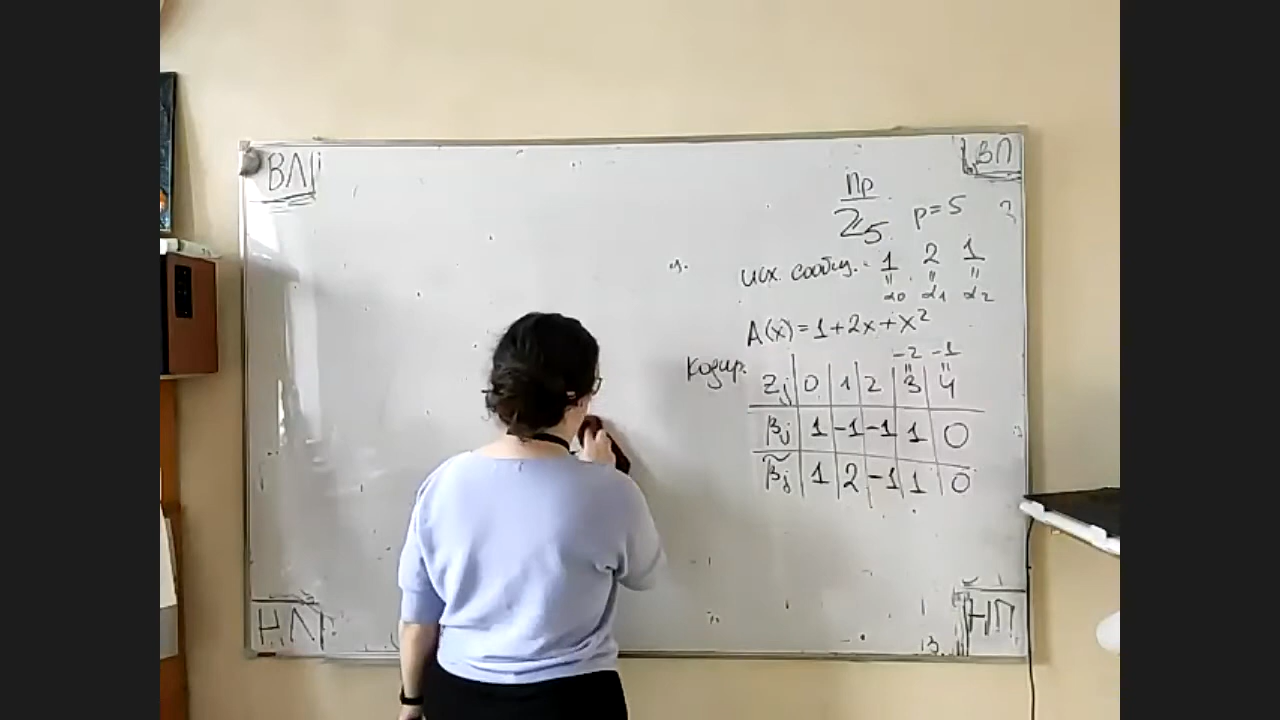 ВЛ
ВП
Пр
ℤ₅ p=5
исх. сообщ.: 1 2 1
" " "
α₀ α₁ α₂
A(x)=1+2x+x²
-2 -1
" "
Кодир.
zⱼ 0 1 2 3 4
βⱼ 1 -1 -1 1 0
β̃ⱼ 1 2 -1 1 0
НЛ
НП